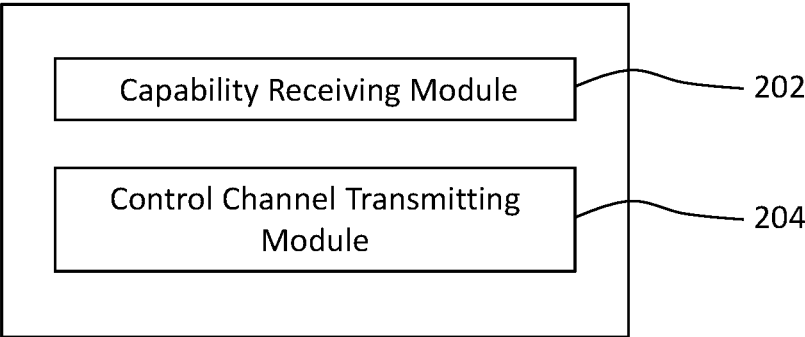 Capability Receiving Module
202
Control Channel Transmitting
Module
204